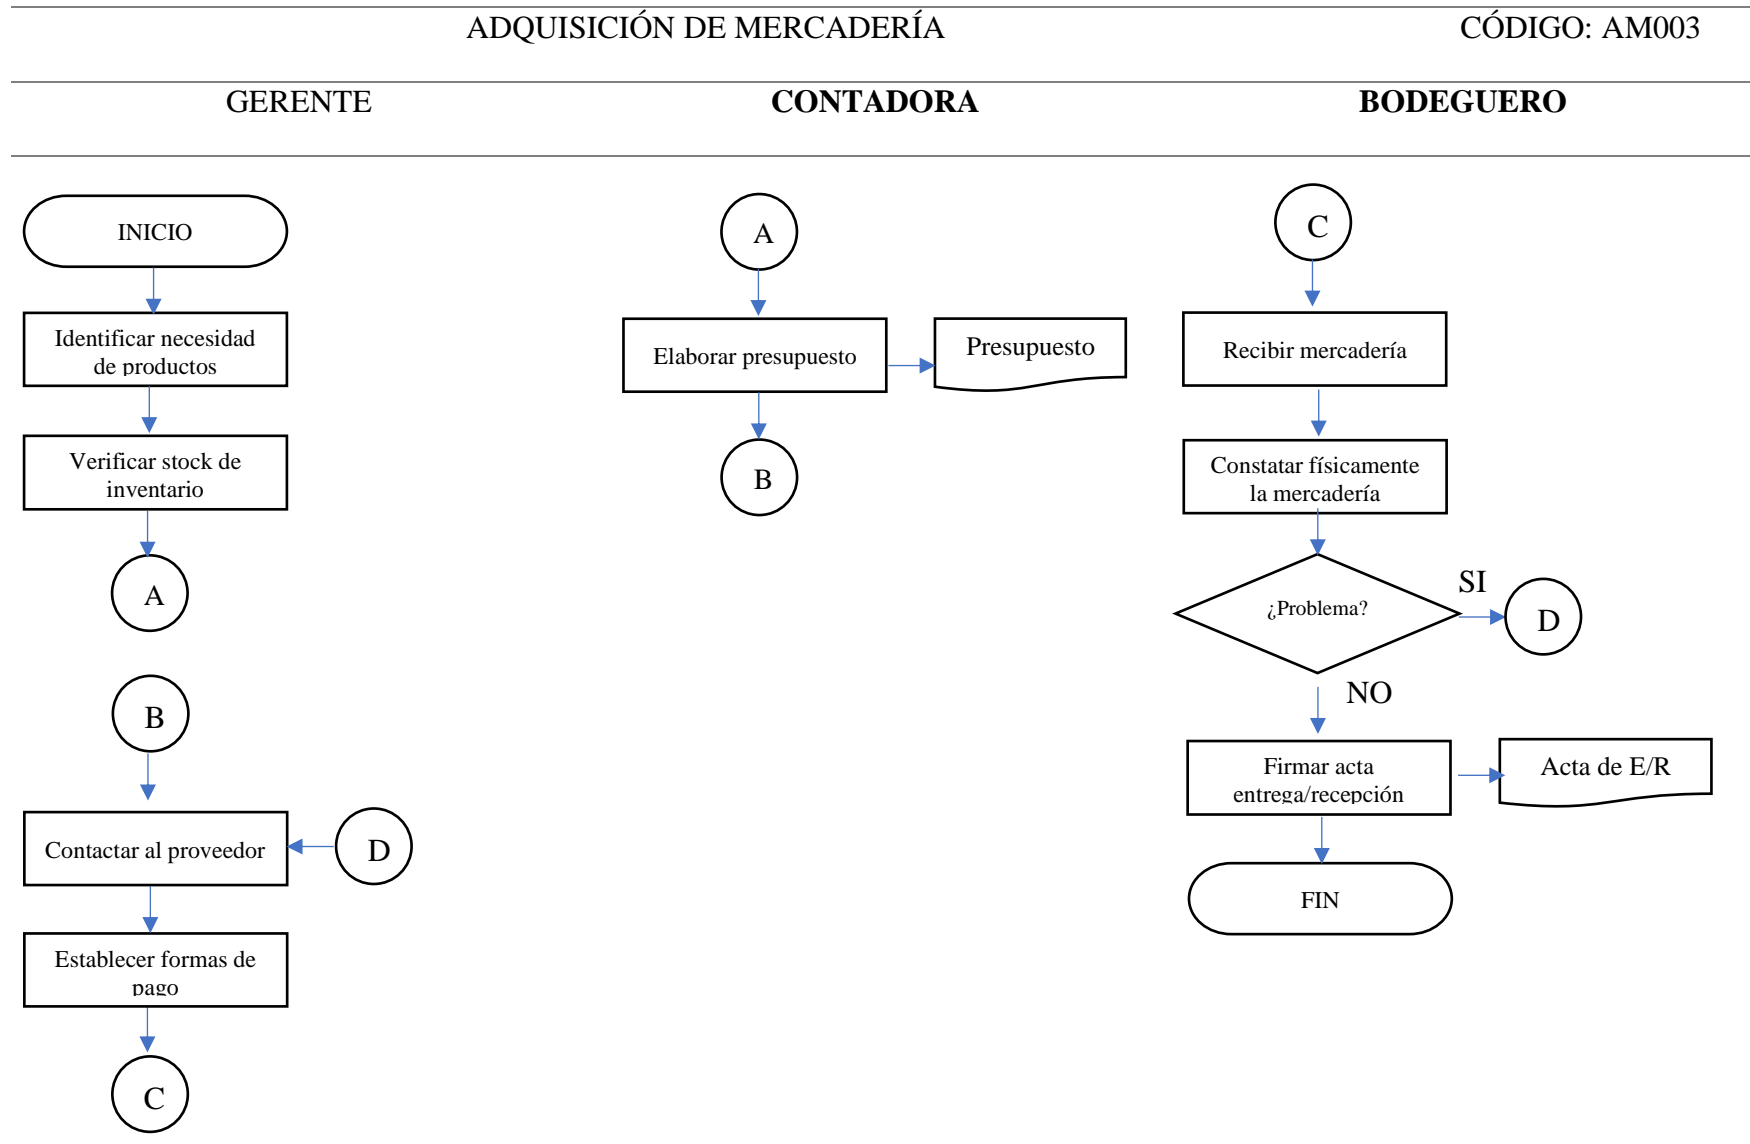 ADQUISICIÓN DE MERCADERÍA
CÓDIGO: AM003
GERENTE
CONTADORA
BODEGUERO
INICIO
Identificar necesidad
de productos
Verificar stock de
inventario
A
B
Contactar al proveedor
D
Establecer formas de
pago
C
A
Elaborar presupuesto
Presupuesto
B
C
Recibir mercadería
Constatar físicamente
la mercadería
¿Problema?
SI
D
NO
Firmar acta
entrega/recepción
Acta de E/R
FIN